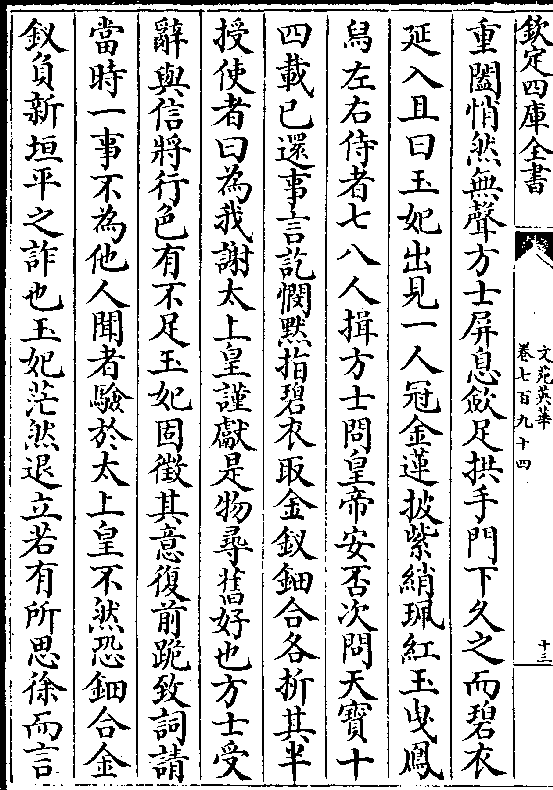 欽定四庫全書
文苑英華
卷七百九十四
十三
重闔悄然無聲方士屏息歛足拱手門下久之而碧衣
延入且曰玉妃出見一人冠金蓮披紫綃珮紅玉曵鳳
舄左右侍者七八人揖方士問皇帝安否次問天寶十
四載已還事言訖憫黙指碧衣取金釵鈿合各折其半
授使者曰為我謝太上皇謹獻是物尋舊好也方士受
辭與信將行色有不足玉妃固徵其意復前跪致詞請
當時一事不為他人聞者驗於太上皇不然恐鈿合金
釵負新垣平之詐也玉妃茫然退立若有所思徐而言